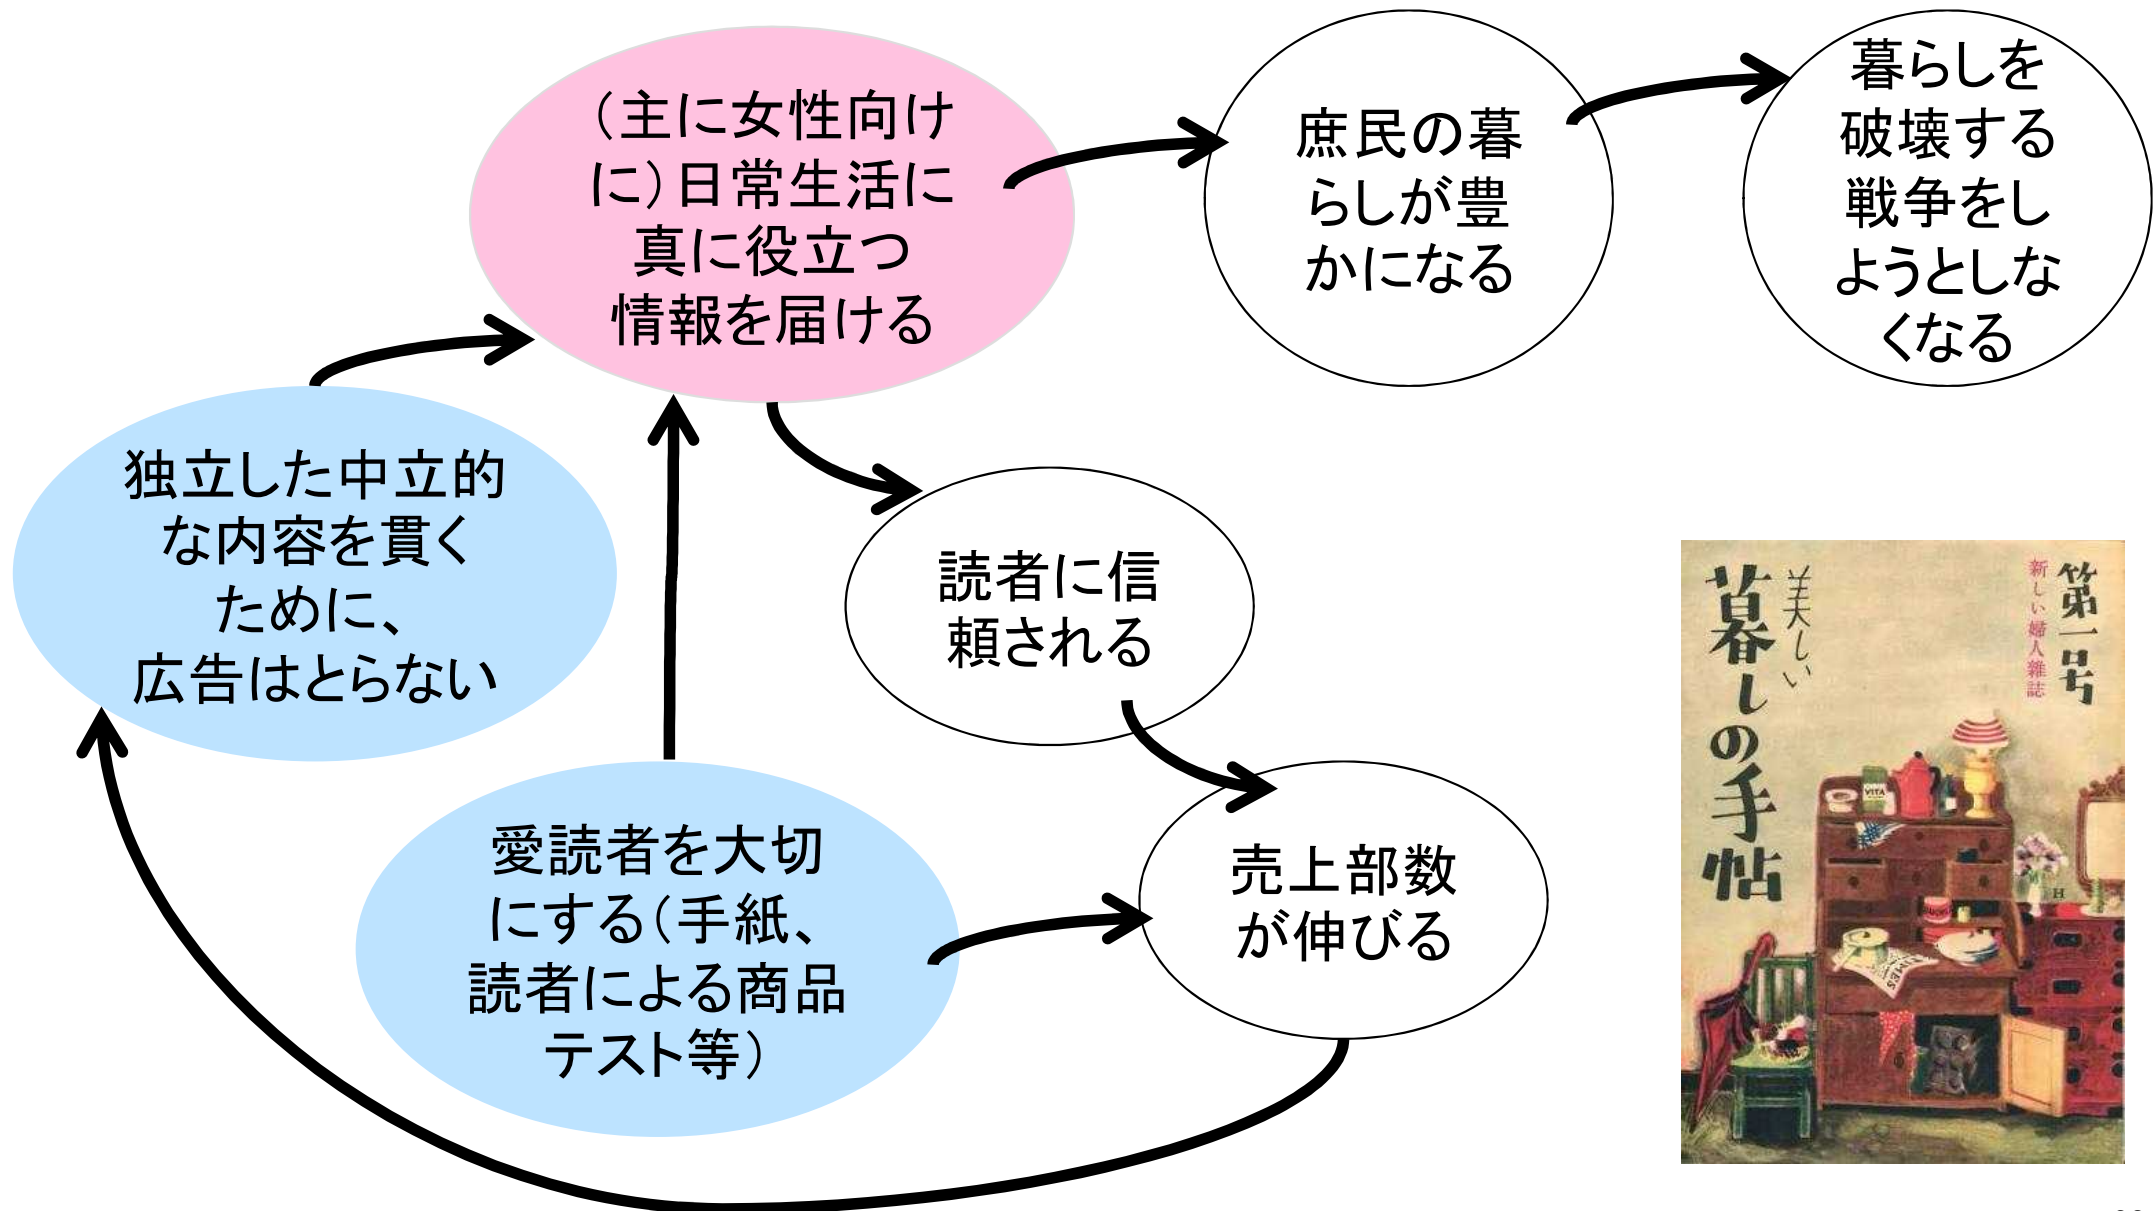 （主に女性向け
に）日常生活に
真に役立つ
情報を届ける
庶民の暮
らしが豊
かになる
暮らしを
破壊する
戦争をし
ようとしな
くなる
独立した中立的
な内容を貫く
ために、
広告はとらない
読者に信
頼される
愛読者を大切
にする（手紙、
読者による商品
テスト等）
売上部数
が伸びる
第一号
新しい婦人雑誌
美しい
暮しの手帖
VITA
H